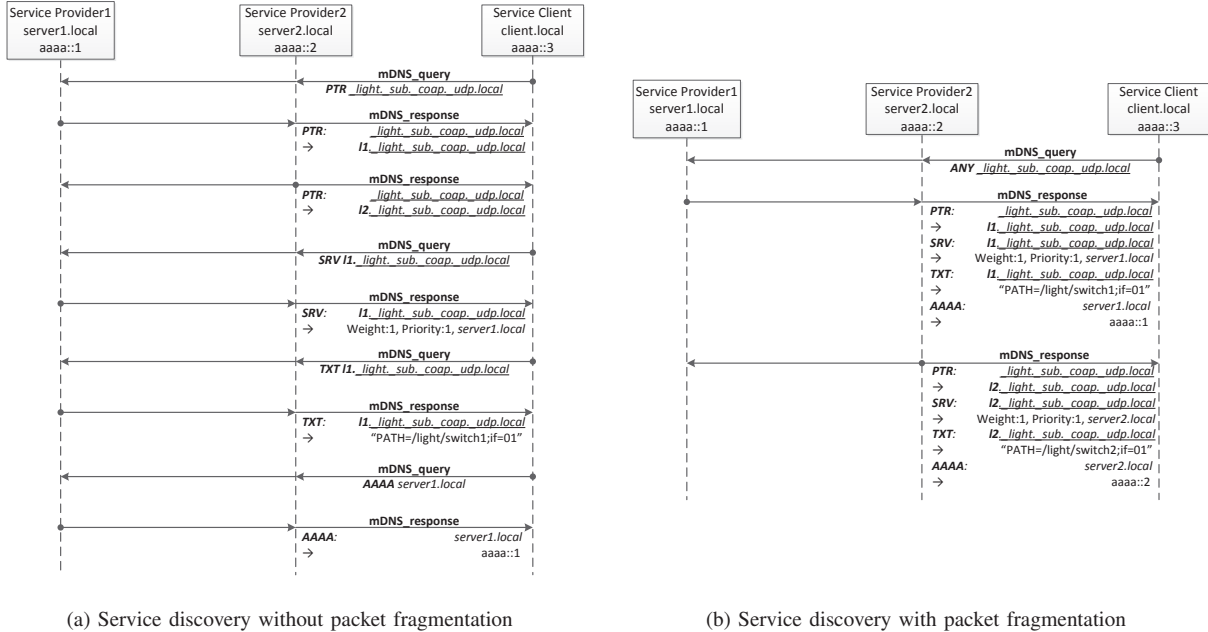 Service Provider1
server1.local
aaaa::1
Service Provider2
server2.local
aaaa::2
Service Client
client.local
aaaa::3
mDNS_query
PTR _light._sub._coap._udp.local
mDNS_response
PTR: _light._sub._coap._udp.local
→ l1._light._sub._coap._udp.local
mDNS_response
PTR: _light._sub._coap._udp.local
→ l2._light._sub._coap._udp.local
mDNS_query
SRV l1._light._sub._coap._udp.local
mDNS_response
SRV: l1._light._sub._coap._udp.local
→ Weight:1, Priority:1, server1.local
mDNS_query
TXT l1._light._sub._coap._udp.local
mDNS_response
TXT: l1._light._sub._coap._udp.local
→ “PATH=/light/switch1;if=01”
mDNS_query
AAAA server1.local
mDNS_response
AAAA: server1.local
→ aaaa::1
(a) Service discovery without packet fragmentation
Service Provider1
server1.local
aaaa::1
Service Provider2
server2.local
aaaa::2
Service Client
client.local
aaaa::3
mDNS_query
ANY _light._sub._coap._udp.local
mDNS_response
PTR: _light._sub._coap._udp.local
→ l1._light._sub._coap._udp.local
SRV: l1._light._sub._coap._udp.local
→ Weight:1, Priority:1, server1.local
TXT: l1._light._sub._coap._udp.local
→ “PATH=/light/switch1;if=01”
AAAA: server1.local
→ aaaa::1
mDNS_response
PTR: _light._sub._coap._udp.local
→ l2._light._sub._coap._udp.local
SRV: l2._light._sub._coap._udp.local
→ Weight:1, Priority:1, server2.local
TXT: l2._light._sub._coap._udp.local
→ “PATH=/light/switch2;if=01”
AAAA: server2.local
→ aaaa::2
(b) Service discovery with packet fragmentation